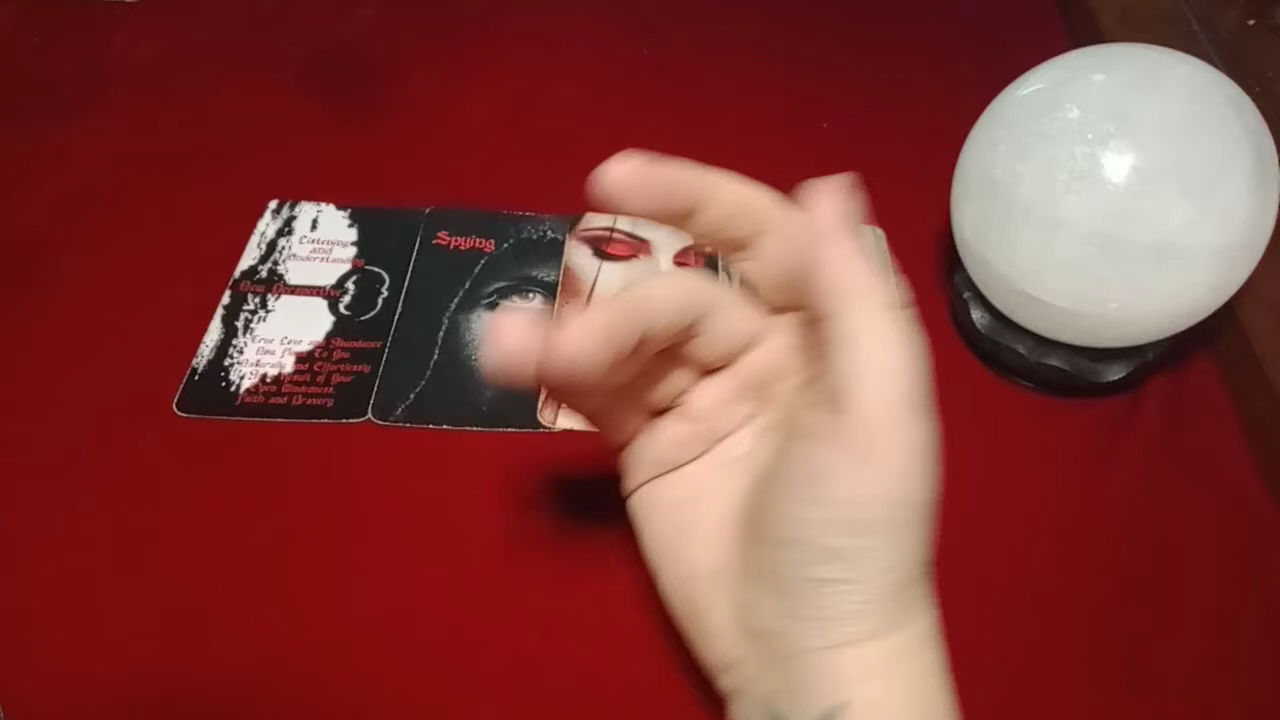 Listening
and
Understanding
New Perspective
True Love and Abundance
Now Flows To You
Naturally and Effortlessly
As a Result of Your
Open Mindedness,
Faith and Bravery
Spying